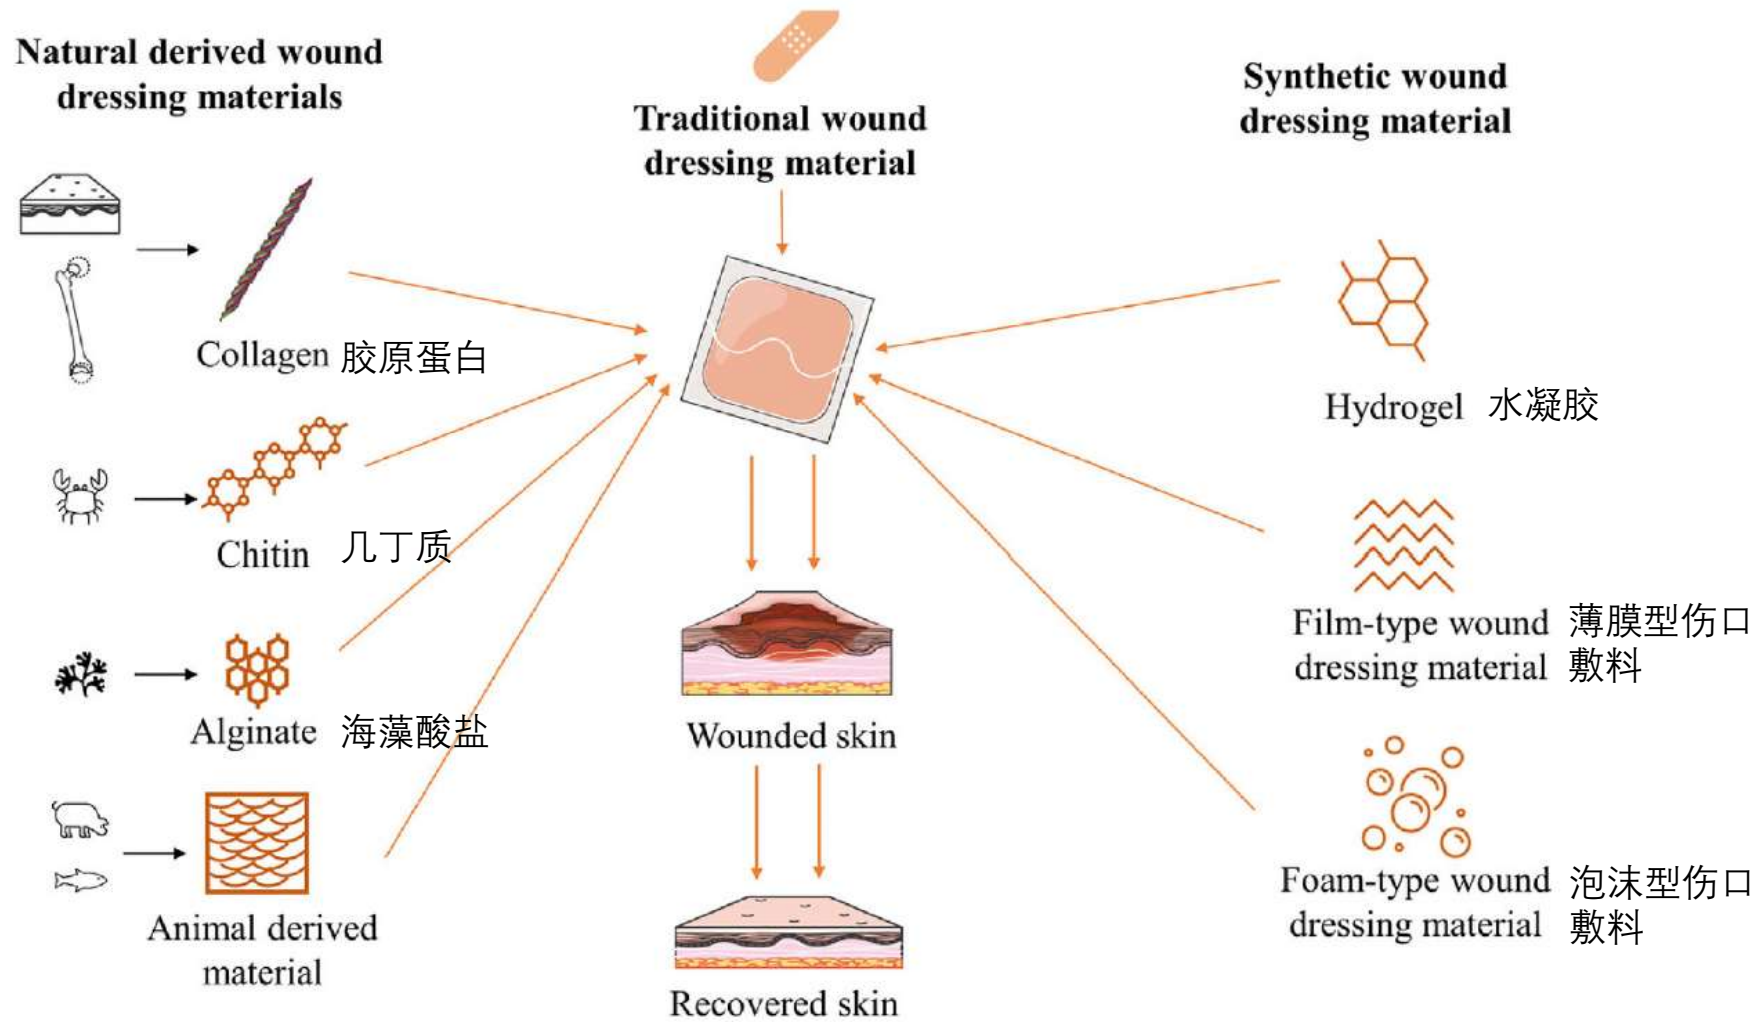 Natural derived wound
dressing materials
Collagen 胶原蛋白
Chitin 几丁质
Alginate 海藻酸盐
Animal derived
material
Traditional wound
dressing material
Wounded skin
Recovered skin
Synthetic wound
dressing material
Hydrogel 水凝胶
Film-type wound 薄膜型伤口
dressing material 敷料
Foam-type wound 泡沫型伤口
dressing material 敷料